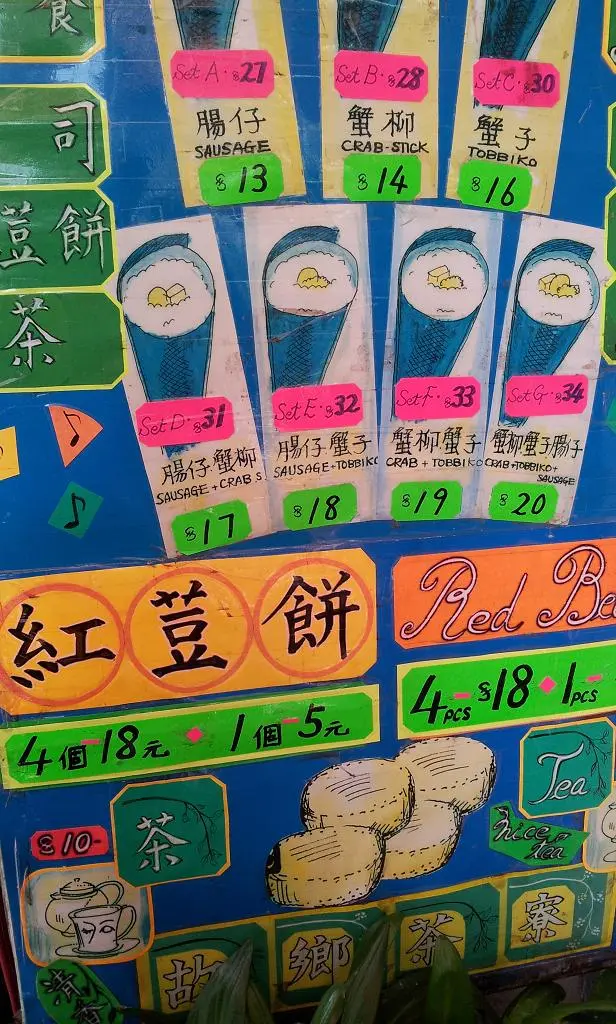 餐
Set A · $27
Set B · $28
Set C · $30
腸仔
SAUSAGE
蟹柳
CRAB-STICK
蟹子
TOBBIKO
$13
$14
$16
司
荳餅
茶
Set D · $31
Set E · $32
Set F · $33
Set G · $34
腸仔.蟹柳
SAUSAGE + CRAB S
腸仔.蟹子
SAUSAGE+TOBBIKO
蟹柳蟹子
CRAB + TOBBIKO
蟹柳蟹子腸仔
CRAB+TOBBIKO+
SAUSAGE
$17
$18
$19
$20
紅荳餅
Red Be
4個-18元 · 1個-5元
4PCS-$18 · 1-PCS
$10-
茶
Tea
nice tea
故鄉茶寮